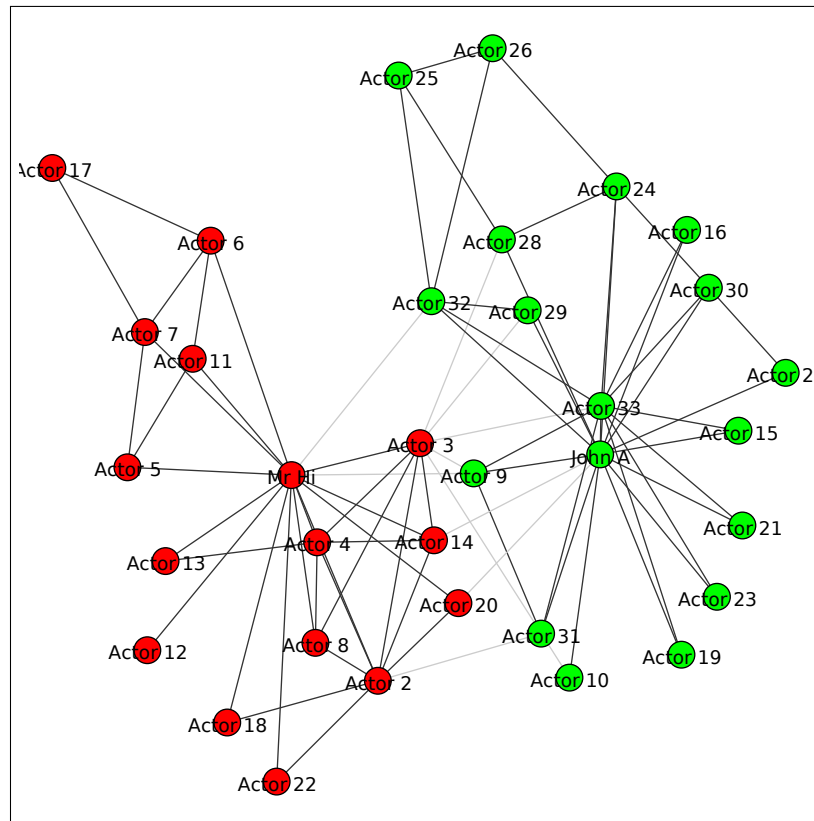 Actor 26
Actor 25
Actor 17
Actor 24
Actor 16
Actor 6
Actor 28
Actor 30
Actor 32
Actor 29
Actor 7
Actor 11
Actor 2
Actor 33
Actor 15
Actor 3
John A
Actor 5
Mr Hi
Actor 9
Actor 21
Actor 4
Actor 14
Actor 13
Actor 23
Actor 20
Actor 31
Actor 8
Actor 12
Actor 19
Actor 10
Actor 2
Actor 18
Actor 22